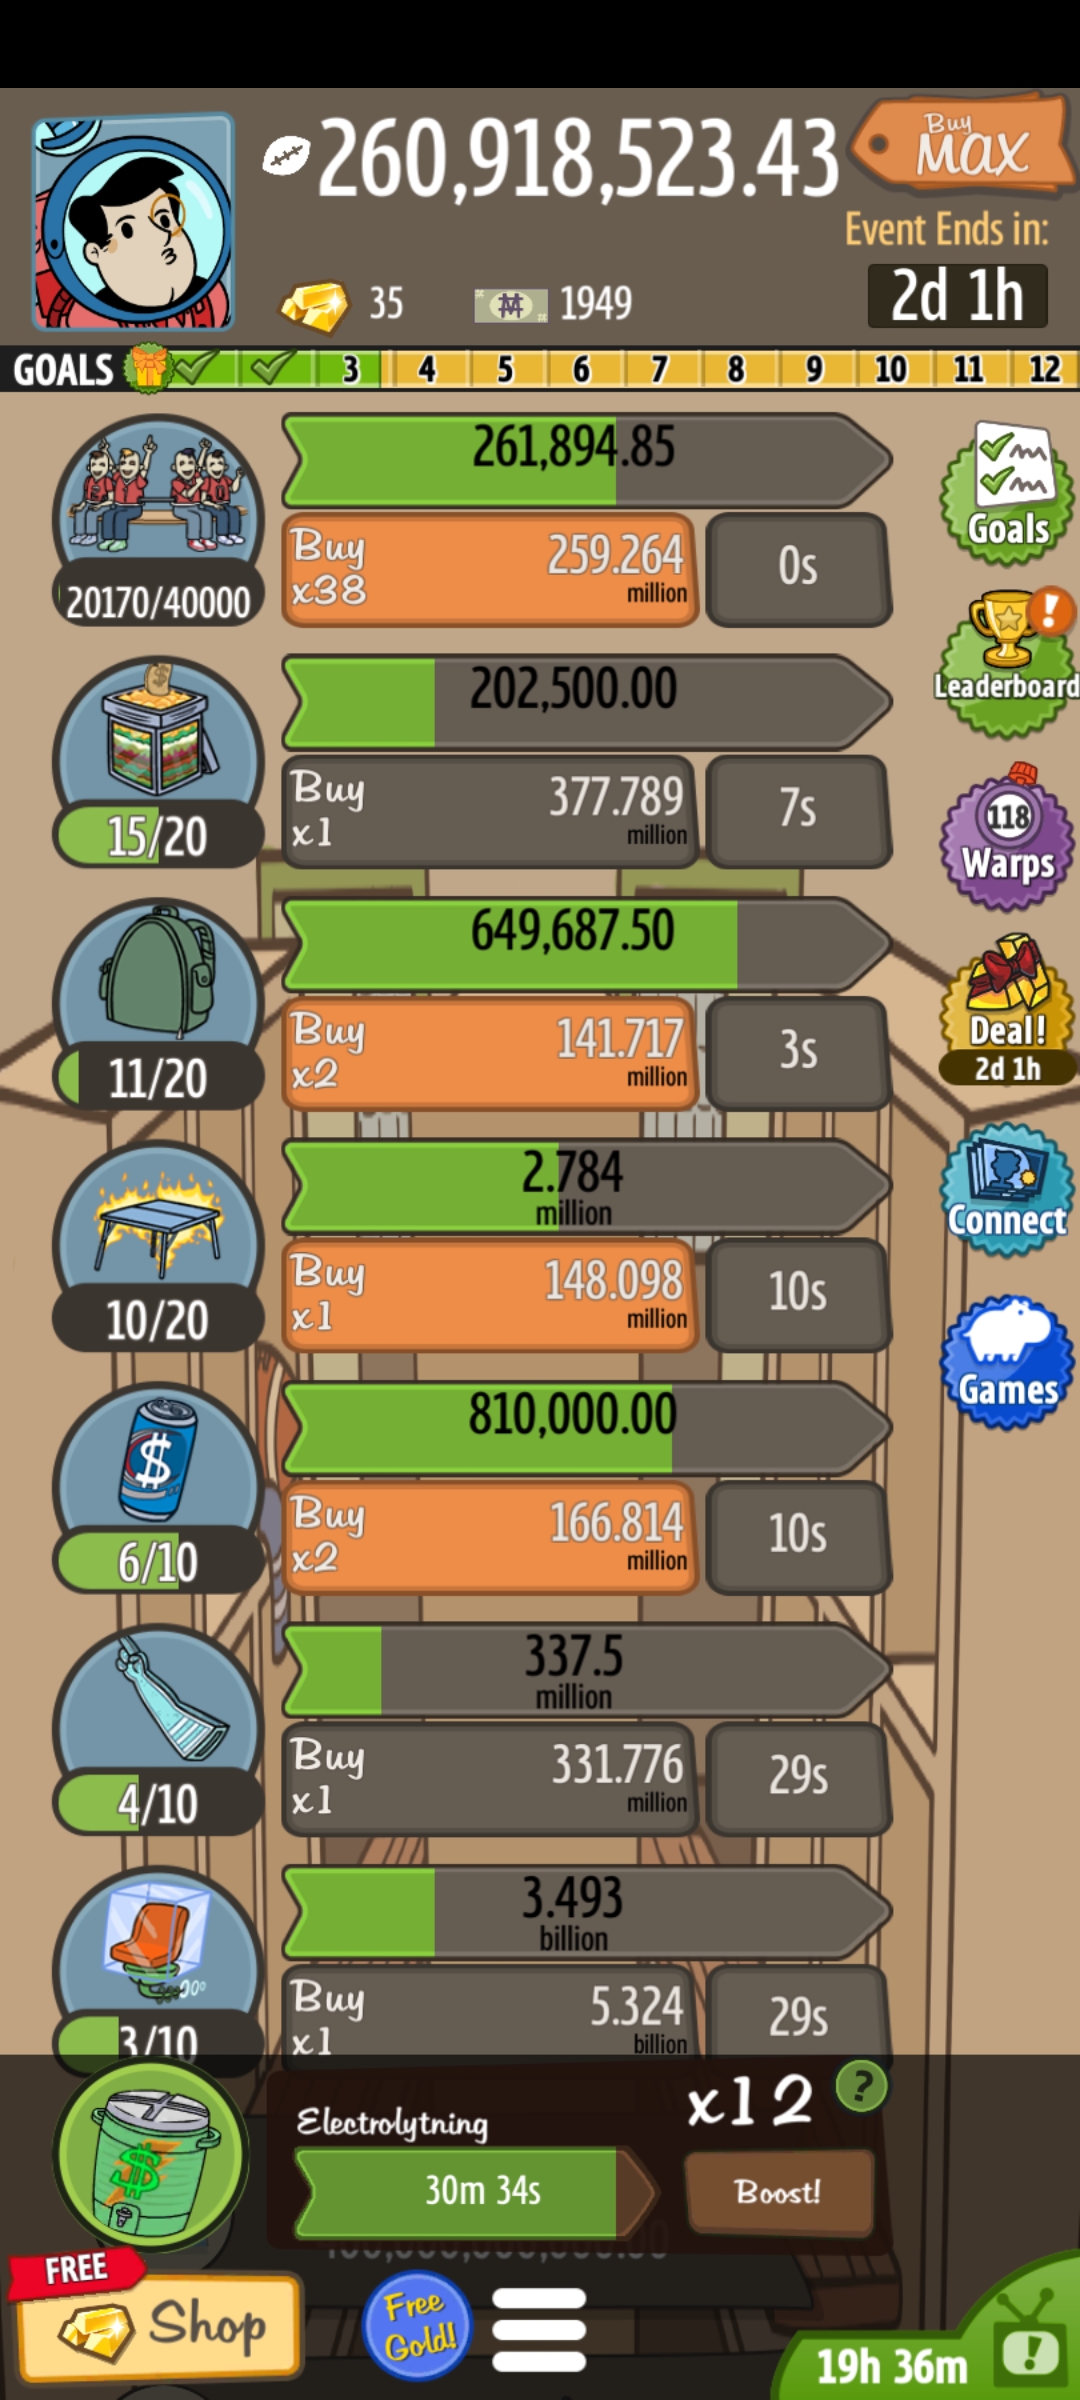 260,918,523.43
Buy
MAX
Event Ends in:
35
1949
2d 1h
GOALS
3
4
5
6
7
8
9
10
11
12
261,894.85
Buy
x38
259.264
million
0s
20170/40000
Goals
Leaderboard
202,500.00
Buy
x1
377.789
million
7s
15/20
118
Warps
649,687.50
Buy
x2
141.717
million
3s
11/20
Deal!
2d 1h
2.784
million
Buy
x1
148.098
million
10s
10/20
Connect
810,000.00
Buy
x2
166.814
million
10s
6/10
Games
337.5
million
Buy
x1
331.776
million
29s
4/10
3.493
billion
Buy
x1
5.324
billion
29s
3/10
Electrolytning
x12
?
30m 34s
Boost!
FREE
Shop
Free
Gold!
19h 36m